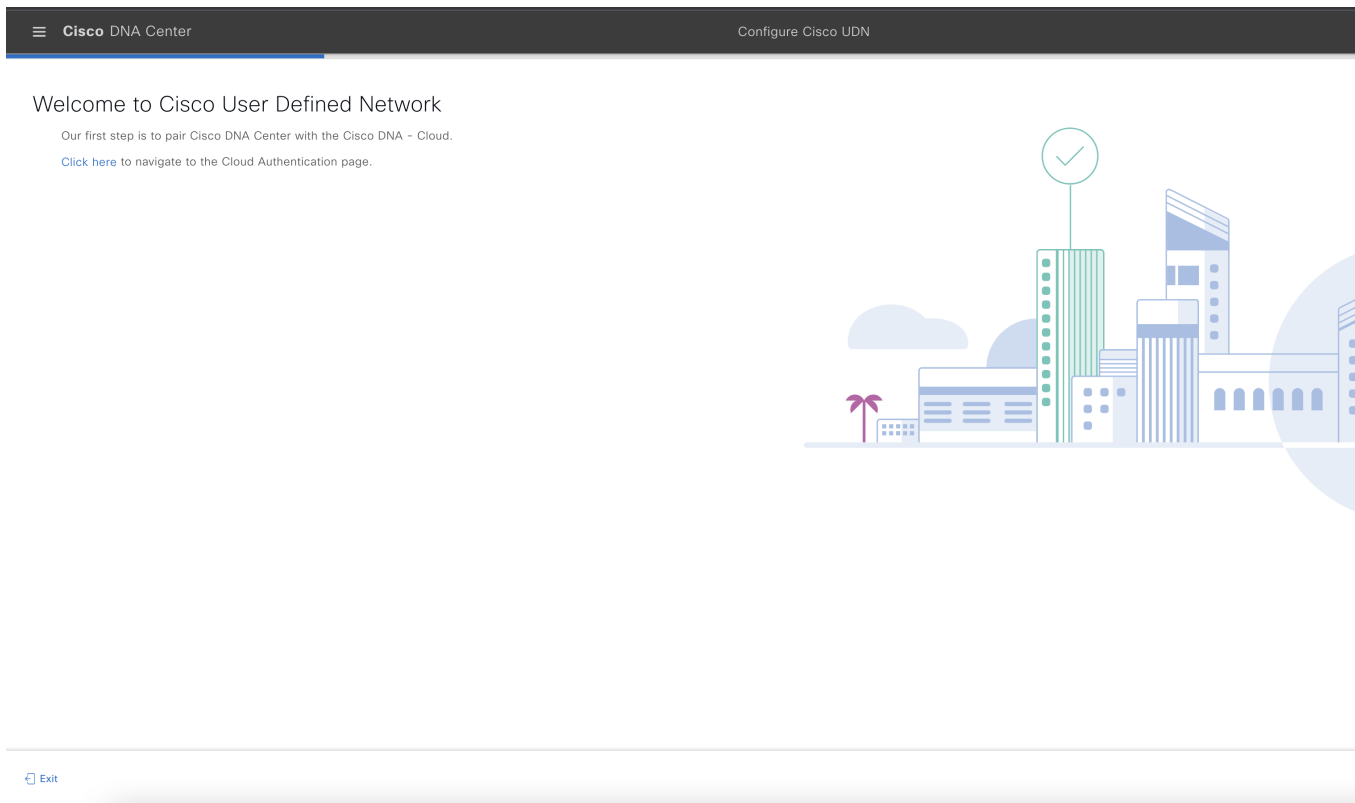 Cisco DNA Center
Configure Cisco UDN
Welcome to Cisco User Defined Network
Our first step is to pair Cisco DNA Center with the Cisco DNA - Cloud.
Click here to navigate to the Cloud Authentication page.
Exit